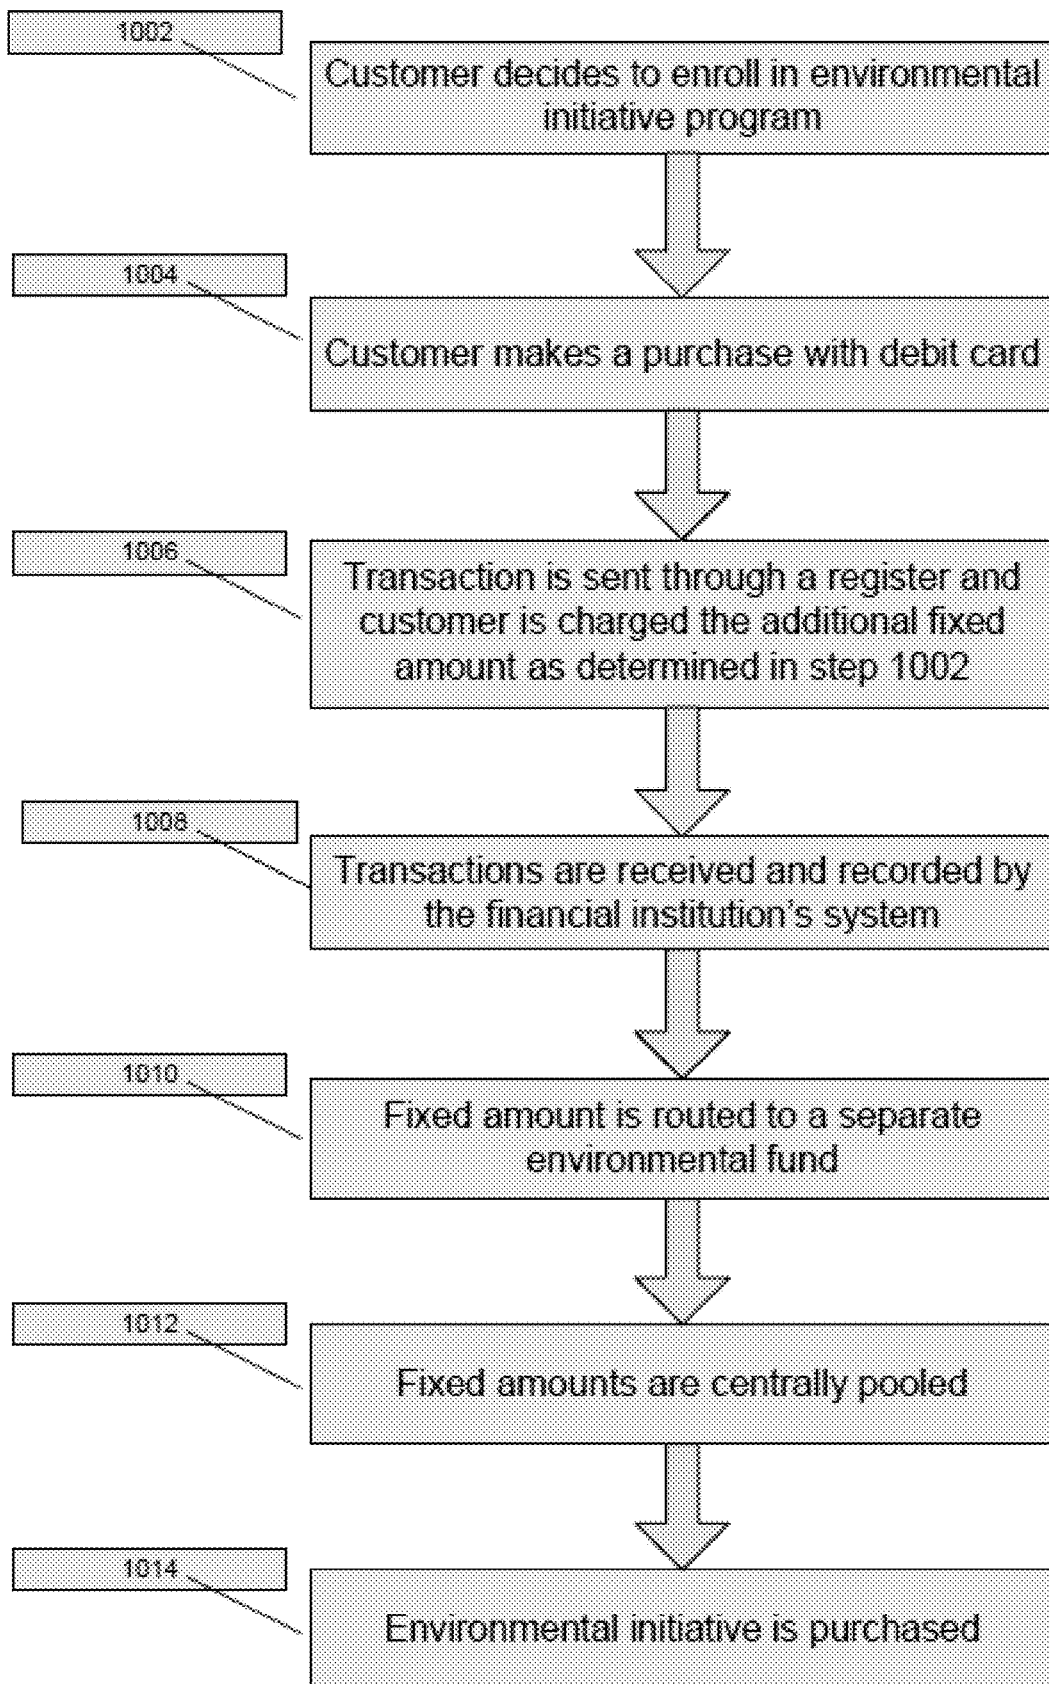 1002
Customer decides to enroll in environmental
initiative program
1004
Customer makes a purchase with debit card
1006
Transaction is sent through a register and
customer is charged the additional fixed
amount as determined in step 1002
1008
Transactions are received and recorded by
the financial institution's system
1010
Fixed amount is routed to a separate
environmental fund
1012
Fixed amounts are centrally pooled
1014
Environmental initiative is purchased